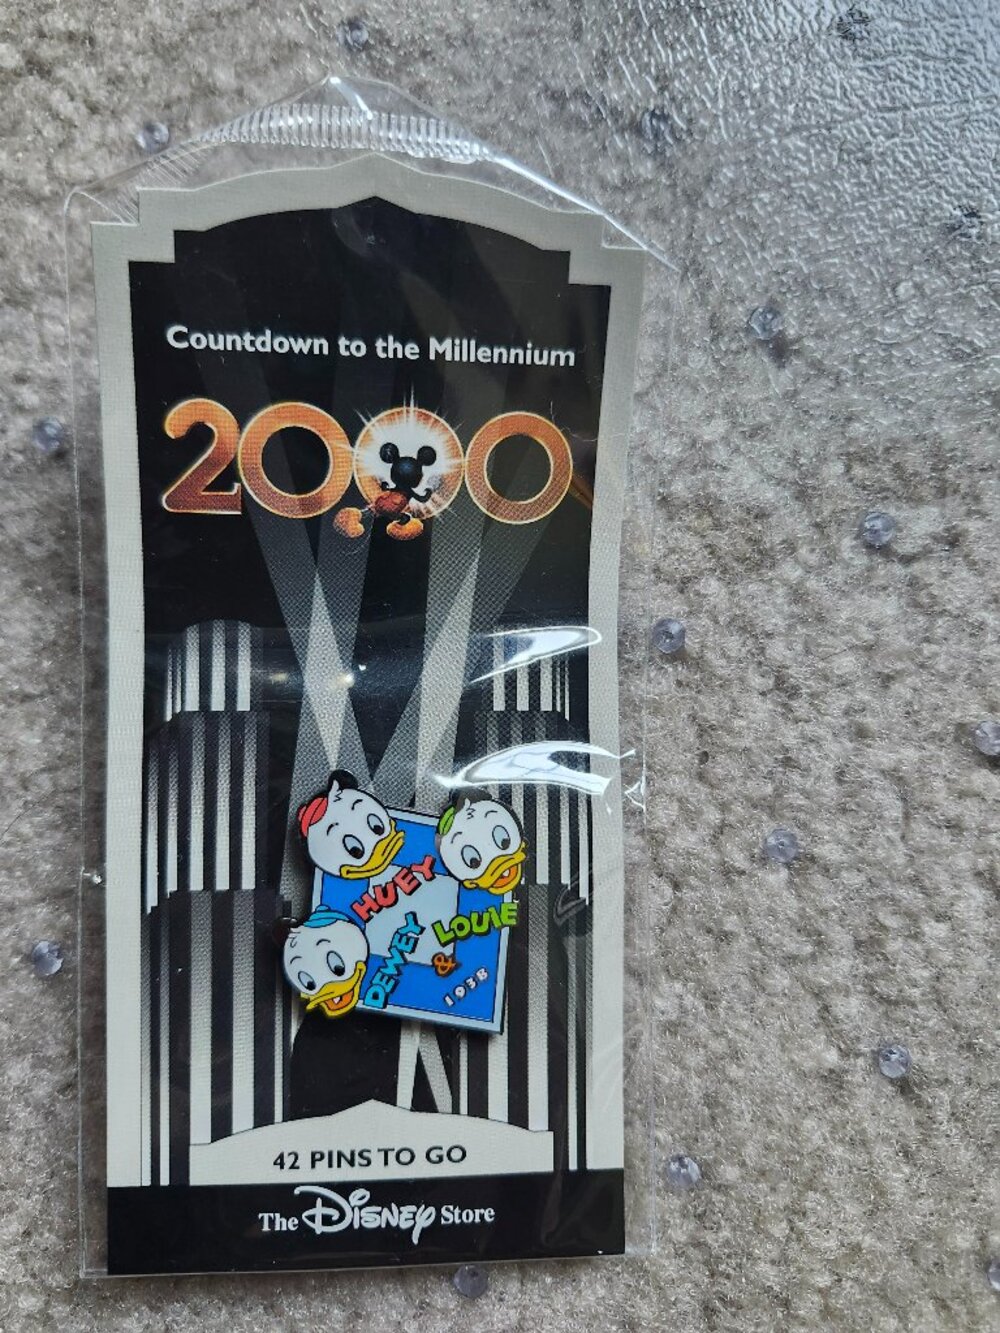 Countdown to the Millennium
2000
HUEY
DEWEY
& LOUIE
1938
42 PINS TO GO
The Disney Store